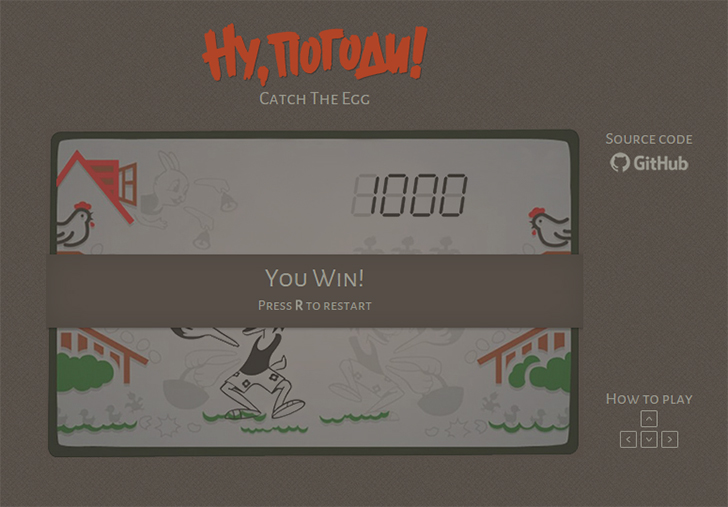 Ну, погоди!
Catch The Egg
Source code
GitHub
1000
You Win!
Press R to restart
How to play